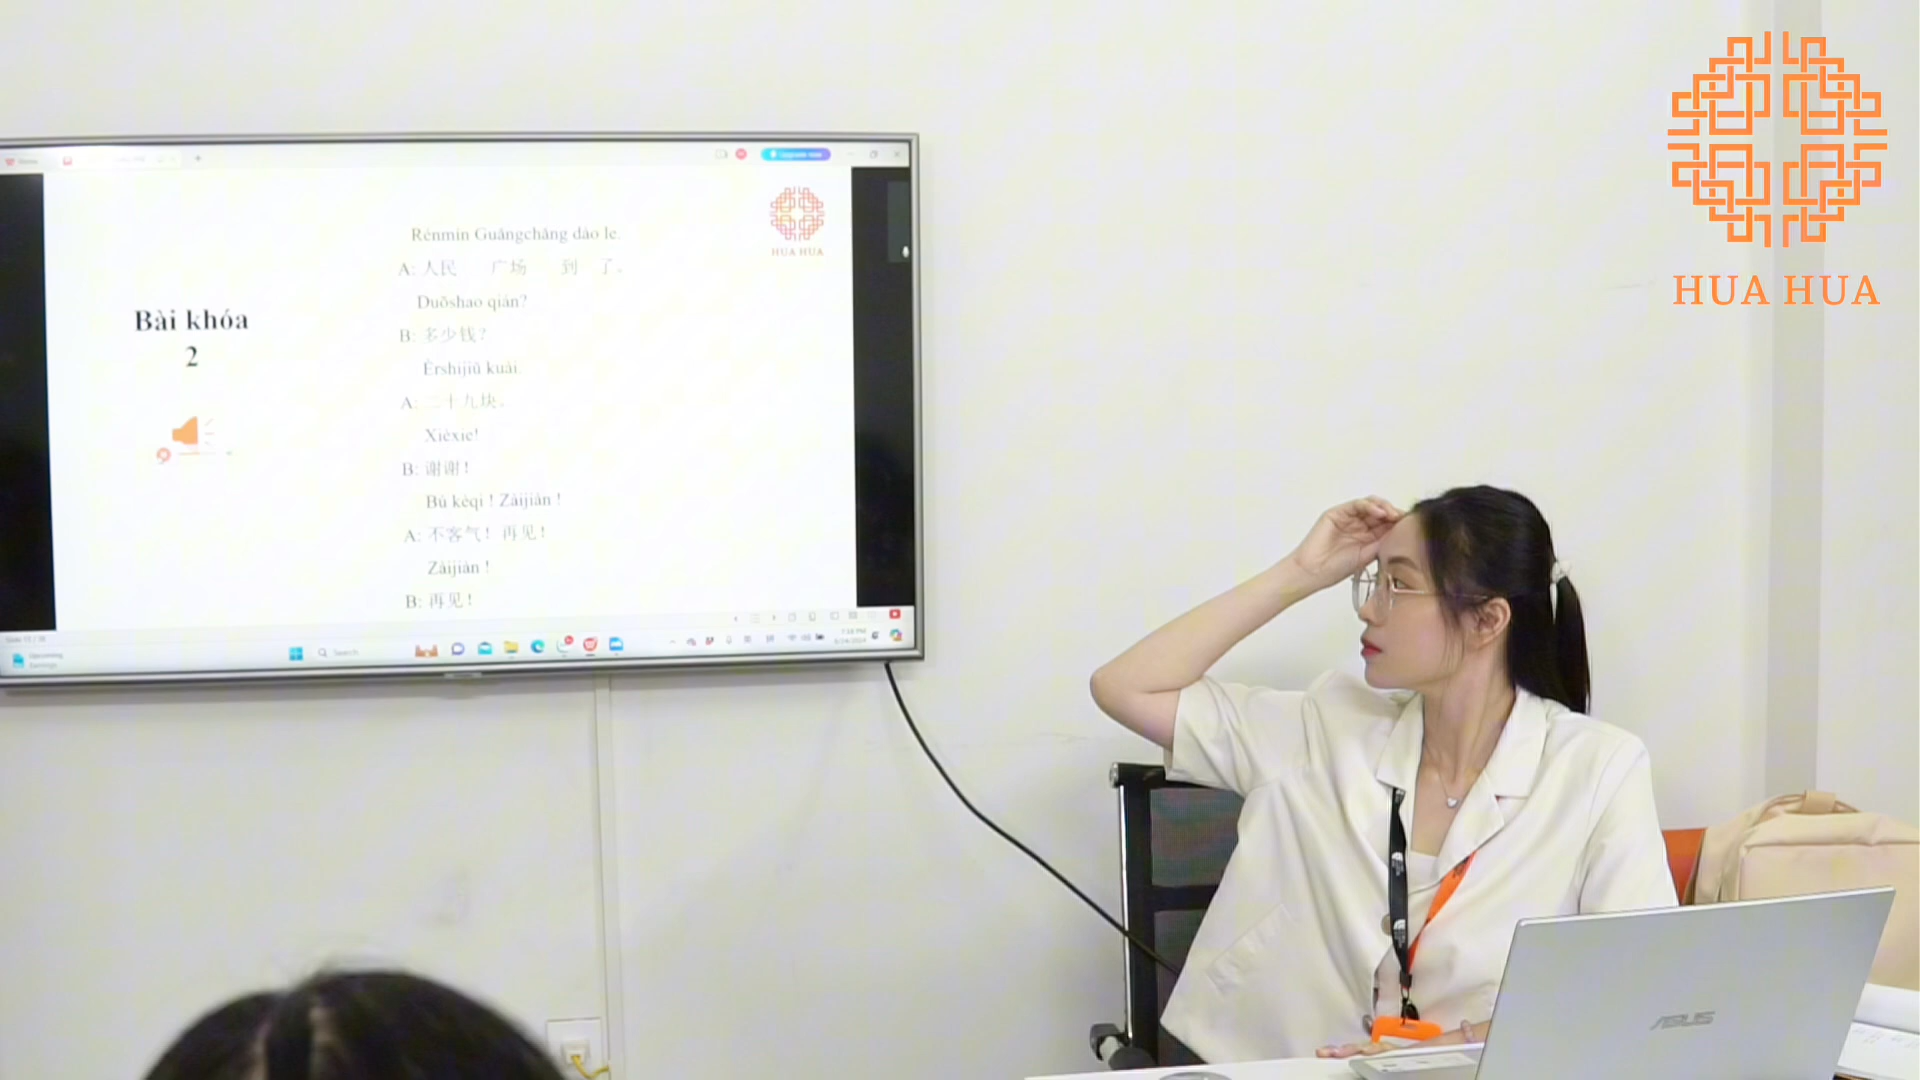 Bài khóa
2
Rénmín Guǎngchǎng dào le.
A: 人民 广场 到 了。
Duōshao qián?
B: 多少钱?
Èrshíjiǔ kuài.
A: 二十九块。
Xièxie!
B: 谢谢!
Bú kèqi ! Zàijiàn !
A: 不客气! 再见!
Zàijiàn !
B: 再见!
HUA HUA
Search
HUA HUA
ASUS